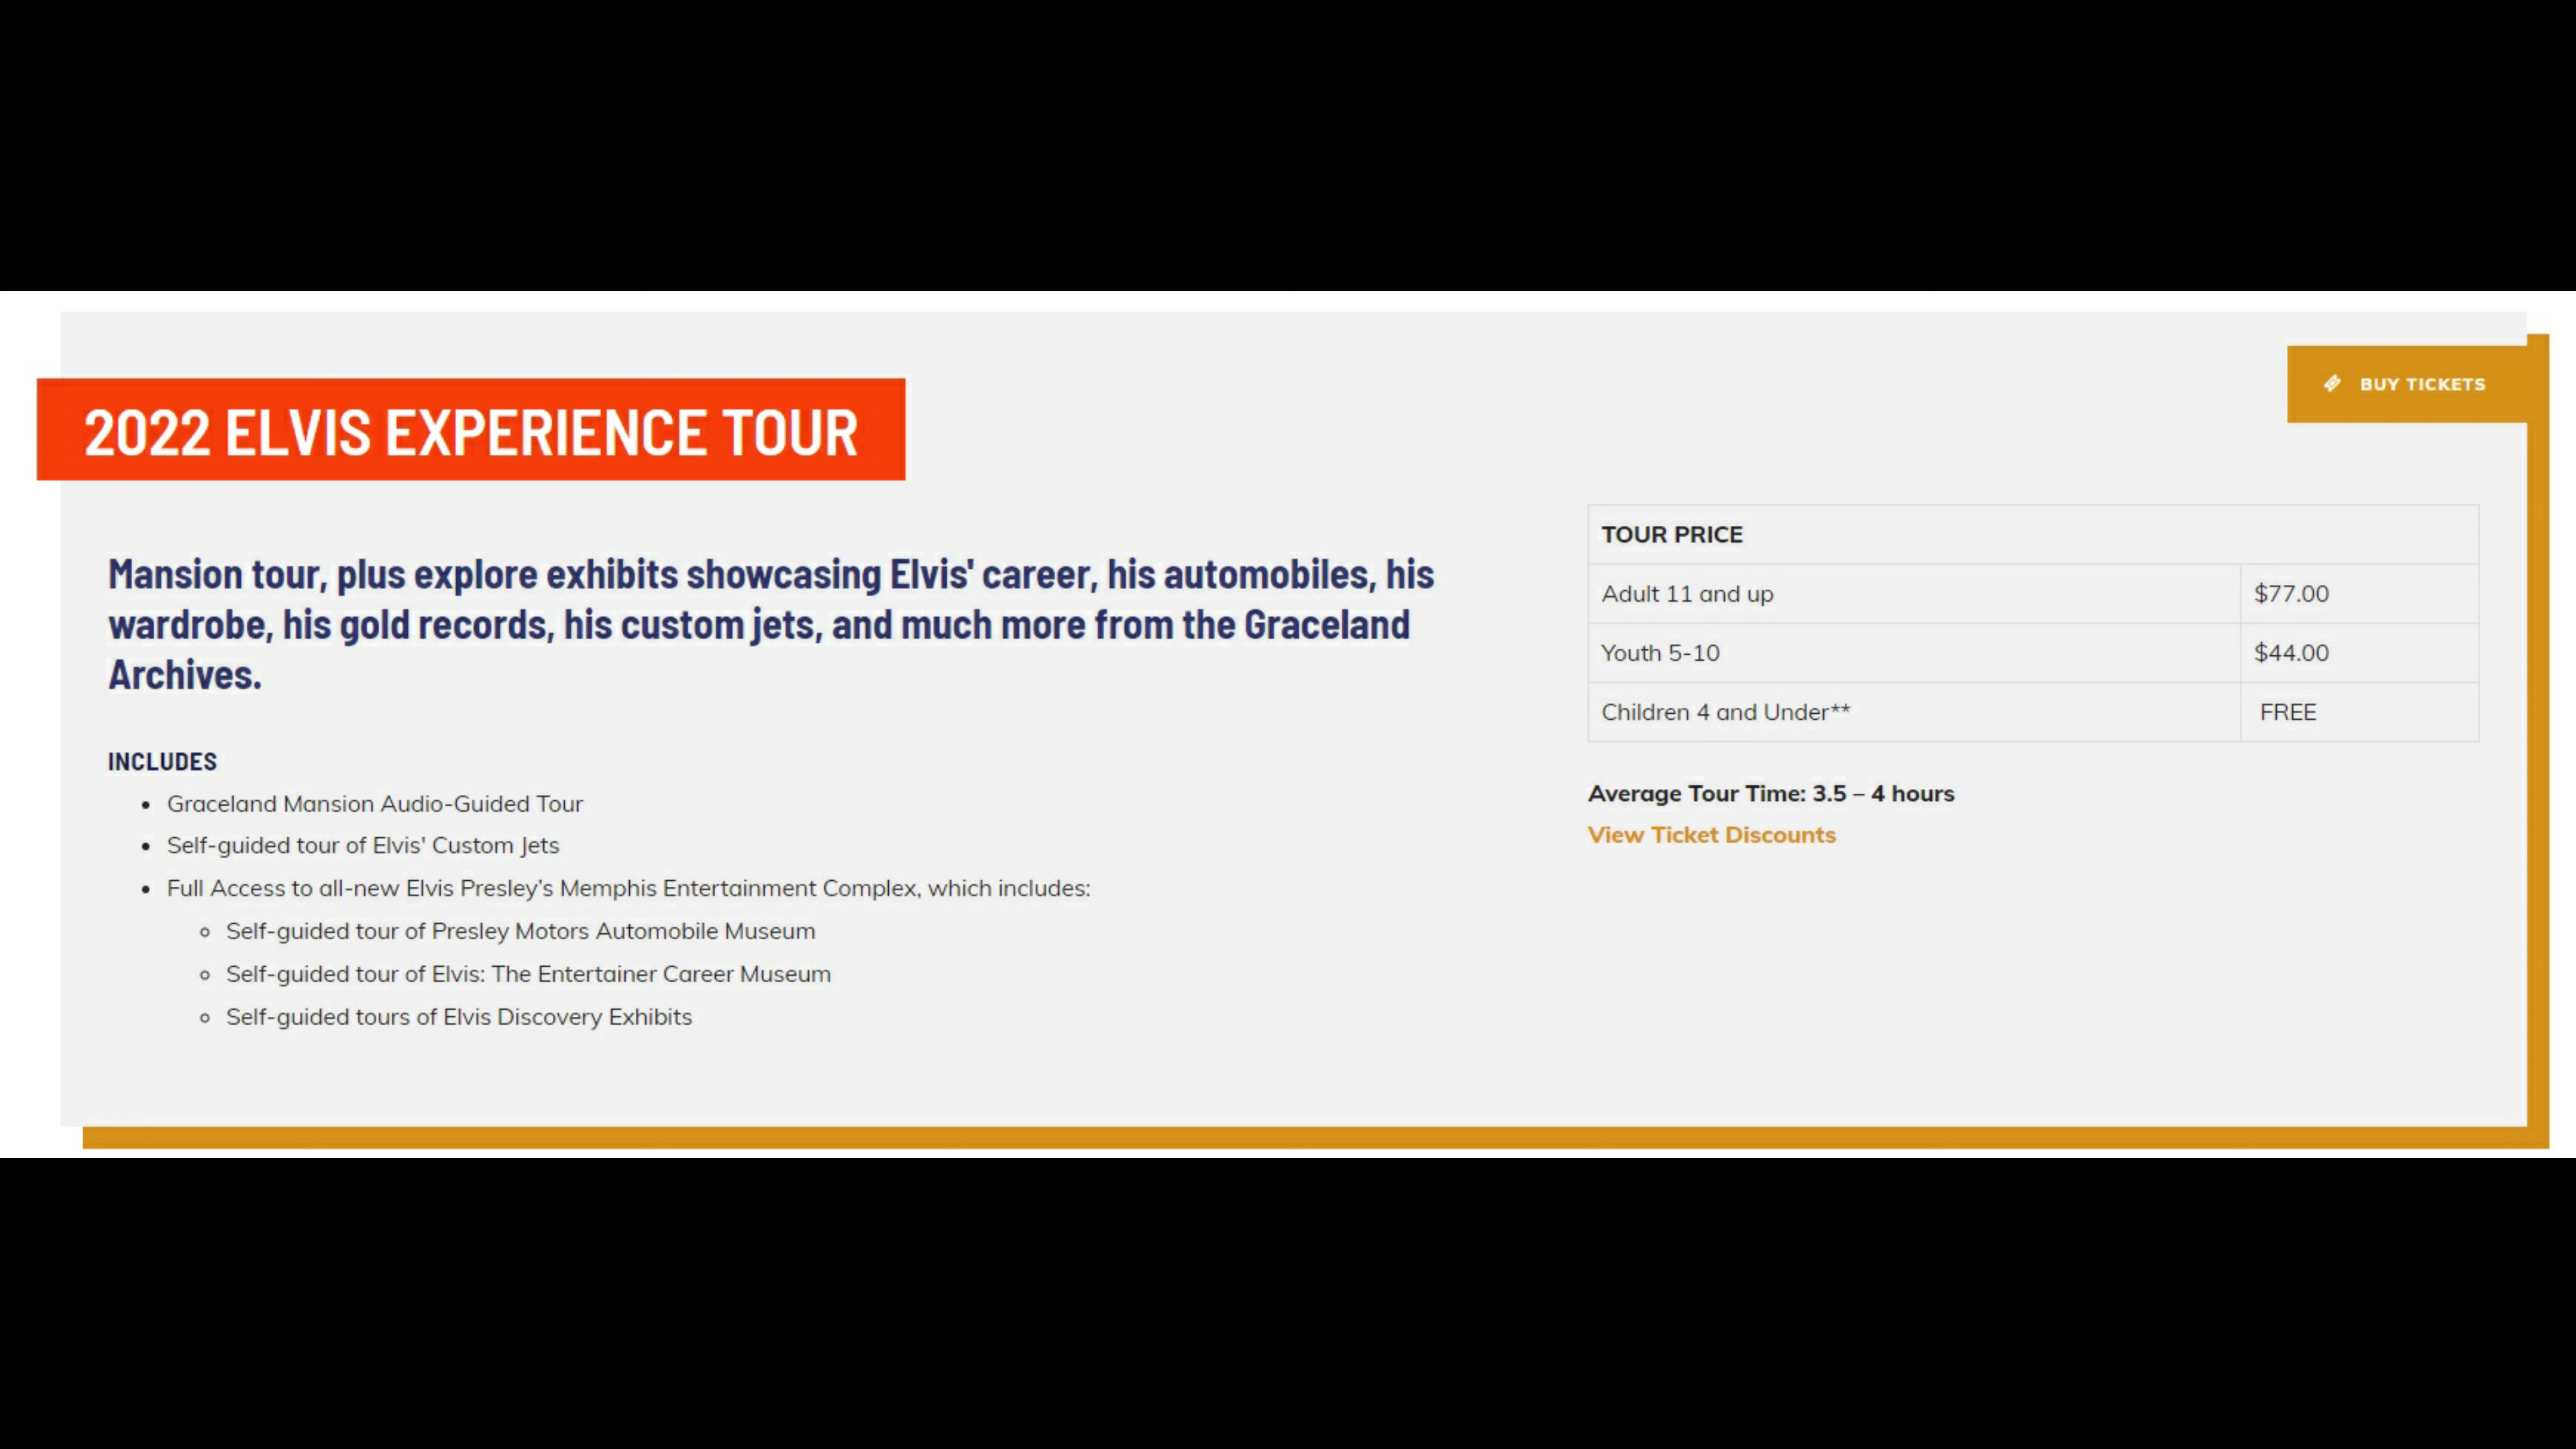 BUY TICKETS
2022 ELVIS EXPERIENCE TOUR
Mansion tour, plus explore exhibits showcasing Elvis' career, his automobiles, his
wardrobe, his gold records, his custom jets, and much more from the Graceland
Archives.
INCLUDES
• Graceland Mansion Audio-Guided Tour
• Self-guided tour of Elvis' Custom Jets
• Full Access to all-new Elvis Presley’s Memphis Entertainment Complex, which includes:
◦ Self-guided tour of Presley Motors Automobile Museum
◦ Self-guided tour of Elvis: The Entertainer Career Museum
◦ Self-guided tours of Elvis Discovery Exhibits
TOUR PRICE
Adult 11 and up $77.00
Youth 5-10 $44.00
Children 4 and Under** FREE
Average Tour Time: 3.5 – 4 hours
View Ticket Discounts